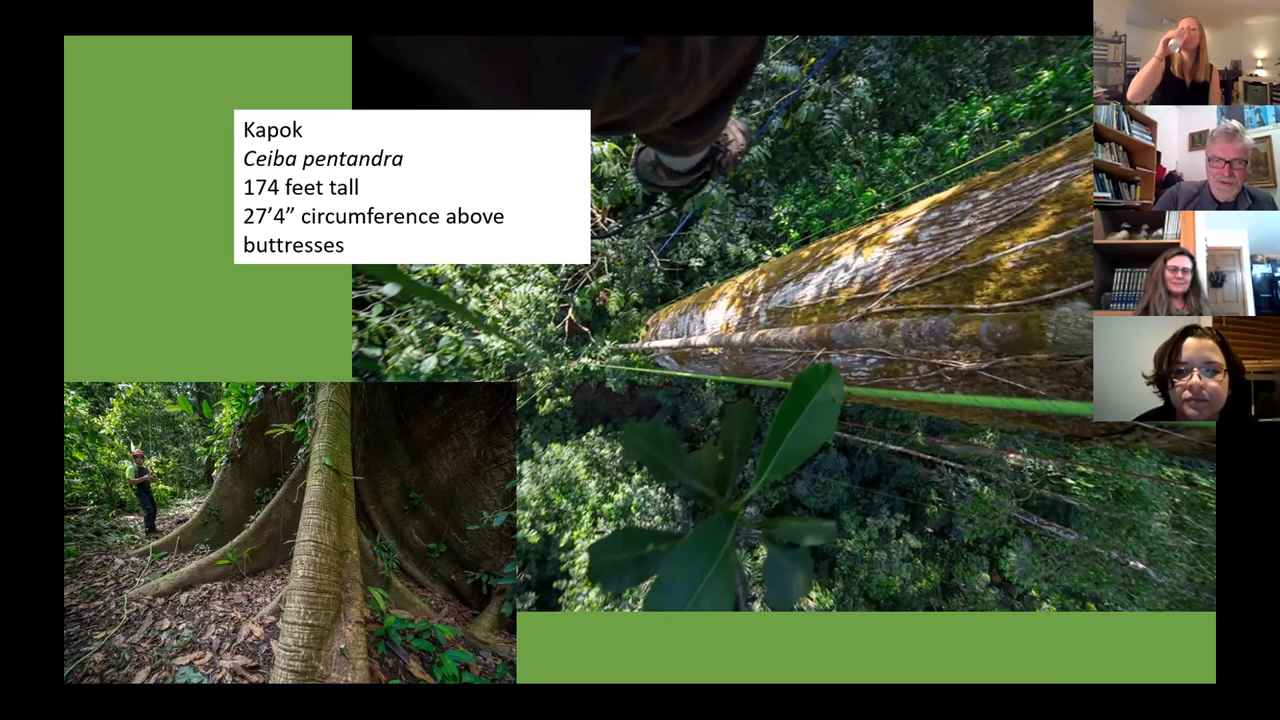 Kapok
Ceiba pentandra
174 feet tall
27’4” circumference above
buttresses